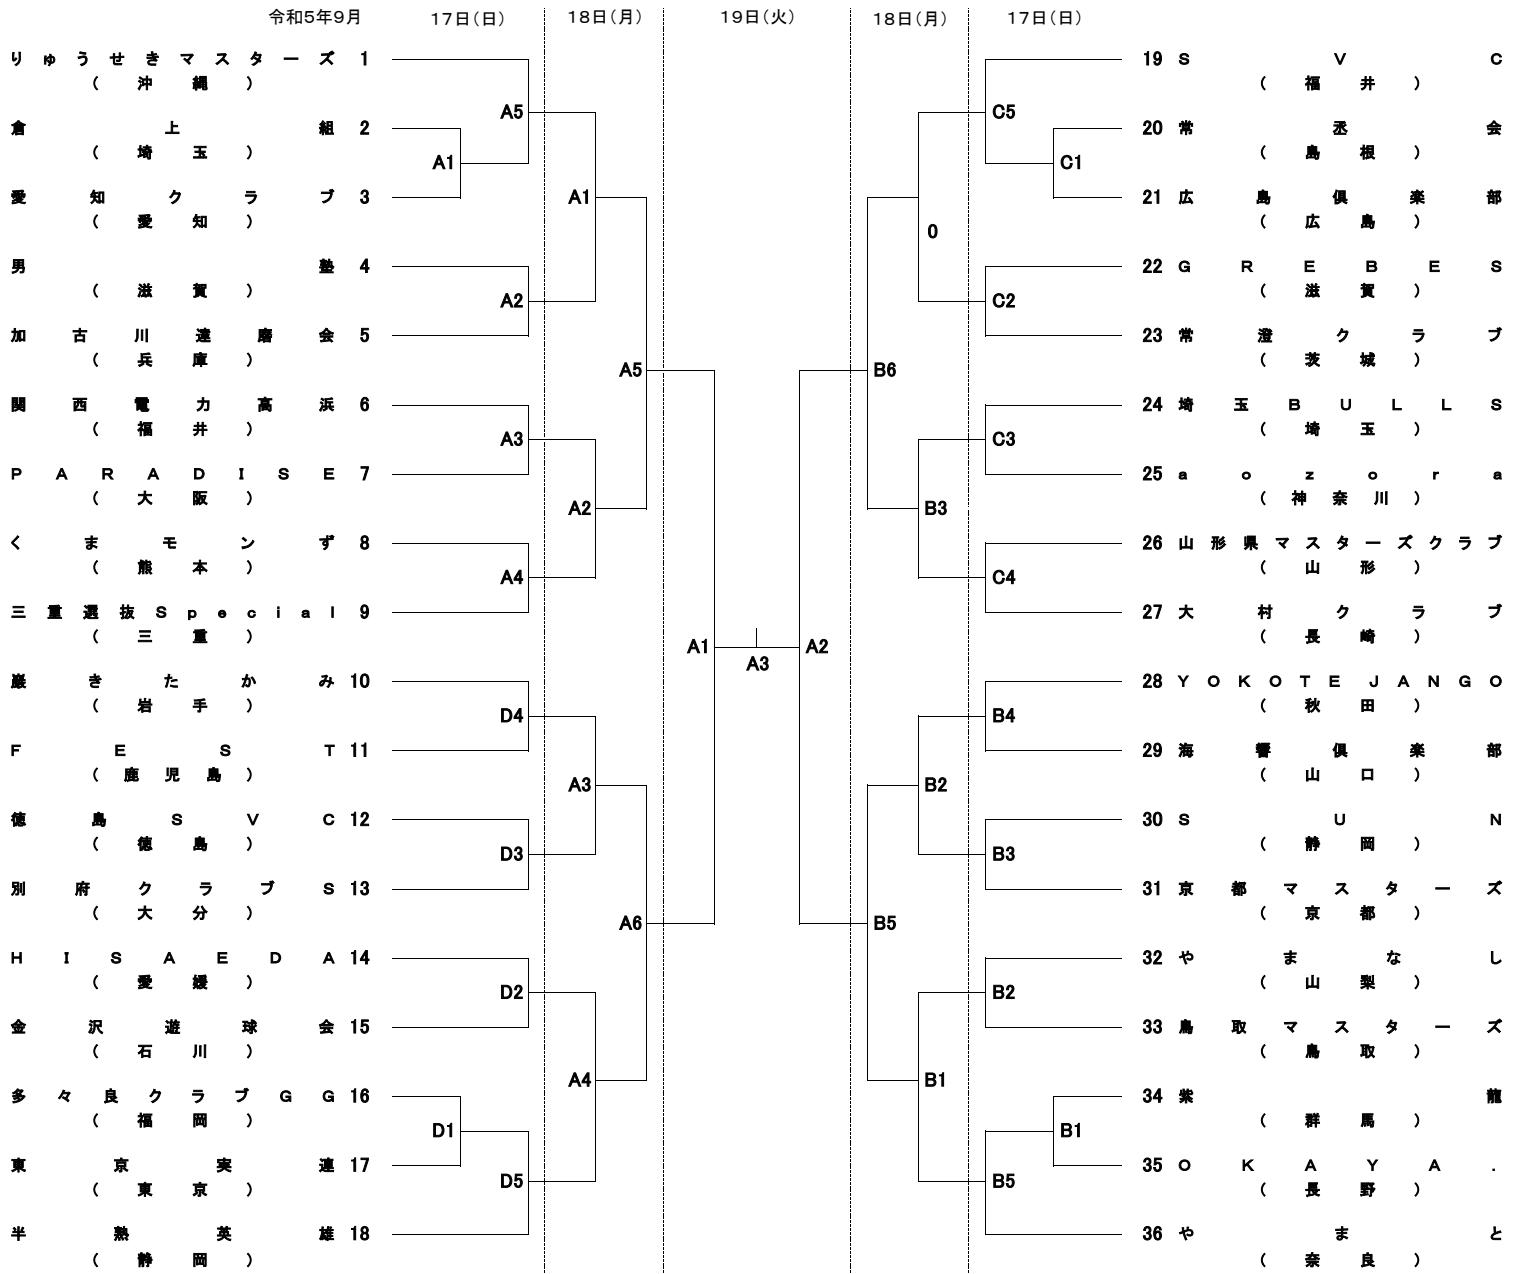 令和5年9月 17日(日) 18日(月) 19日(火) 18日(月) 17日(日)
りゅうせきマスターズ 1
(沖縄)
倉上組 2
(埼玉)
愛知クラブ 3
(愛知)
男塾 4
(滋賀)
加古川達磨会 5
(兵庫)
関西電力高浜 6
(福井)
PARADISE 7
(大阪)
くまモンず 8
(熊本)
三重選抜Special 9
(三重)
巌きたかみ 10
(岩手)
FEST 11
(鹿児島)
徳島SVC 12
(徳島)
別府クラブS 13
(大分)
HISAEDA 14
(愛媛)
金沢遊球会 15
(石川)
多々良クラブGG 16
(福岡)
東京実連 17
(東京)
半熟英雄 18
(静岡)
A5
A1
A2
A3
A4
D4
D3
D2
D1
D5
A1
A2
A3
A4
A5
A6
A1
A3
A2
B6
B5
0
B3
B2
B1
C5
C1
C2
C3
C4
B4
B3
B2
B1
B5
19 SVC
(福井)
20 常丞会
(島根)
21 広島倶楽部
(広島)
22 GREBES
(滋賀)
23 常澄クラブ
(茨城)
24 埼玉BULLS
(埼玉)
25 aozora
(神奈川)
26 山形県マスターズクラブ
(山形)
27 大村クラブ
(長崎)
28 YOKOTEJANGO
(秋田)
29 海響倶楽部
(山口)
30 SUN
(静岡)
31 京都マスターズ
(京都)
32 やまなし
(山梨)
33 鳥取マスターズ
(鳥取)
34 紫龍
(群馬)
35 OKAYA.
(長野)
36 やまと
(奈良)